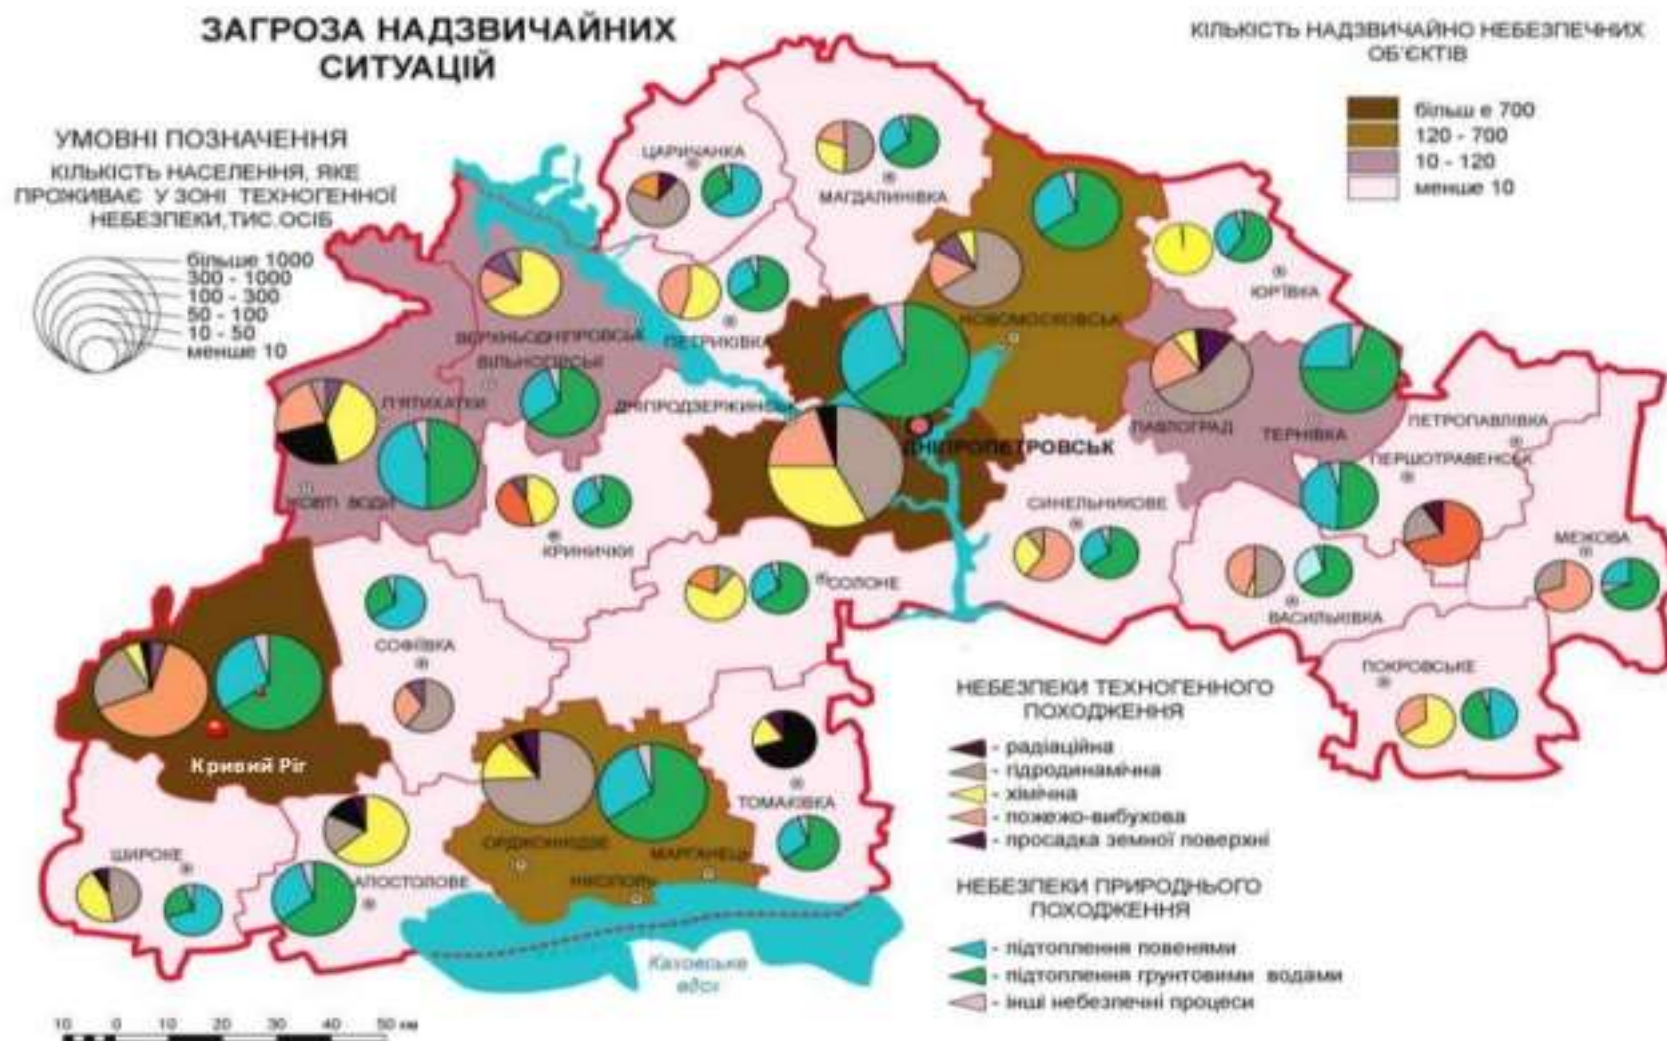 ЗАГРОЗА НАДЗВИЧАЙНИХ
СИТУАЦІЙ
УМОВНІ ПОЗНАЧЕННЯ
КІЛЬКІСТЬ НАСЕЛЕННЯ, ЯКЕ
ПРОЖИВАЄ У ЗОНІ ТЕХНОГЕННОЇ
НЕБЕЗПЕКИ, ТИС. ОСІБ
більше 1000
300 - 1000
100 - 300
50 - 100
10 - 50
менше 10
КІЛЬКІСТЬ НАДЗВИЧАЙНО НЕБЕЗПЕЧНИХ
ОБ'ЄКТІВ
більш е 700
120 - 700
10 - 120
менше 10
ЦАРИЧАНКА
МАГДАЛИНІВКА
ЮР'ЇВКА
ВЕРХНЬОДНІПРОВСЬК
ПЕТРИКІВКА
НОВОМОСКОВСЬК
ВІЛЬНОГІРСЬК
П'ЯТИХАТКИ
ДНІПРОДЗЕРЖИНСЬК
ДНІПРОПЕТРОВСЬК
ПАВЛОГРАД
ТЕРНІВКА
ПЕТРОПАВЛІВКА
ПЕРШОТРАВЕНСЬК
ЖОВТІ ВОДИ
КРИНИЧКИ
СИНЕЛЬНИКОВЕ
МЕЖОВА
СОЛОНЕ
ВАСИЛЬКІВКА
СОФІЇВКА
ПОКРОВСЬКЕ
Кривий Ріг
ТОМАКІВКА
ОРДЖОНІКІДЗЕ
МАРГАНЕЦЬ
ШИРОКЕ
АПОСТОЛОВЕ
НІКОПОЛЬ
Каховське
вдсх
НЕБЕЗПЕКИ ТЕХНОГЕННОГО
ПОХОДЖЕННЯ
- радіаційна
- гідродинамічна
- хімічна
- пожежо-вибухова
- просадка земної поверхні
НЕБЕЗПЕКИ ПРИРОДНЬОГО
ПОХОДЖЕННЯ
- підтоплення повенями
- підтоплення грунтовими водами
- інші небезпечні процеси
10 0 10 20 30 50 км